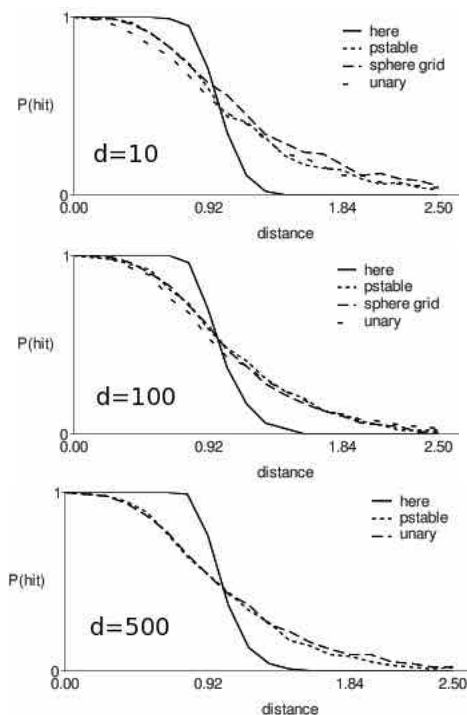 1
here
pstable
sphere grid
unary
P(hit)
d=10
0
0.00 0.92 1.84 2.50
distance
1
here
pstable
sphere grid
unary
P(hit)
d=100
0
0.00 0.92 1.84 2.50
distance
1
here
pstable
unary
P(hit)
d=500
0
0.00 0.92 1.84 2.50
distance